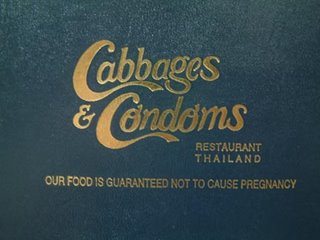 Cabbages
& Condoms
RESTAURANT
THAILAND
OUR FOOD IS GUARANTEED NOT TO CAUSE PREGNANCY